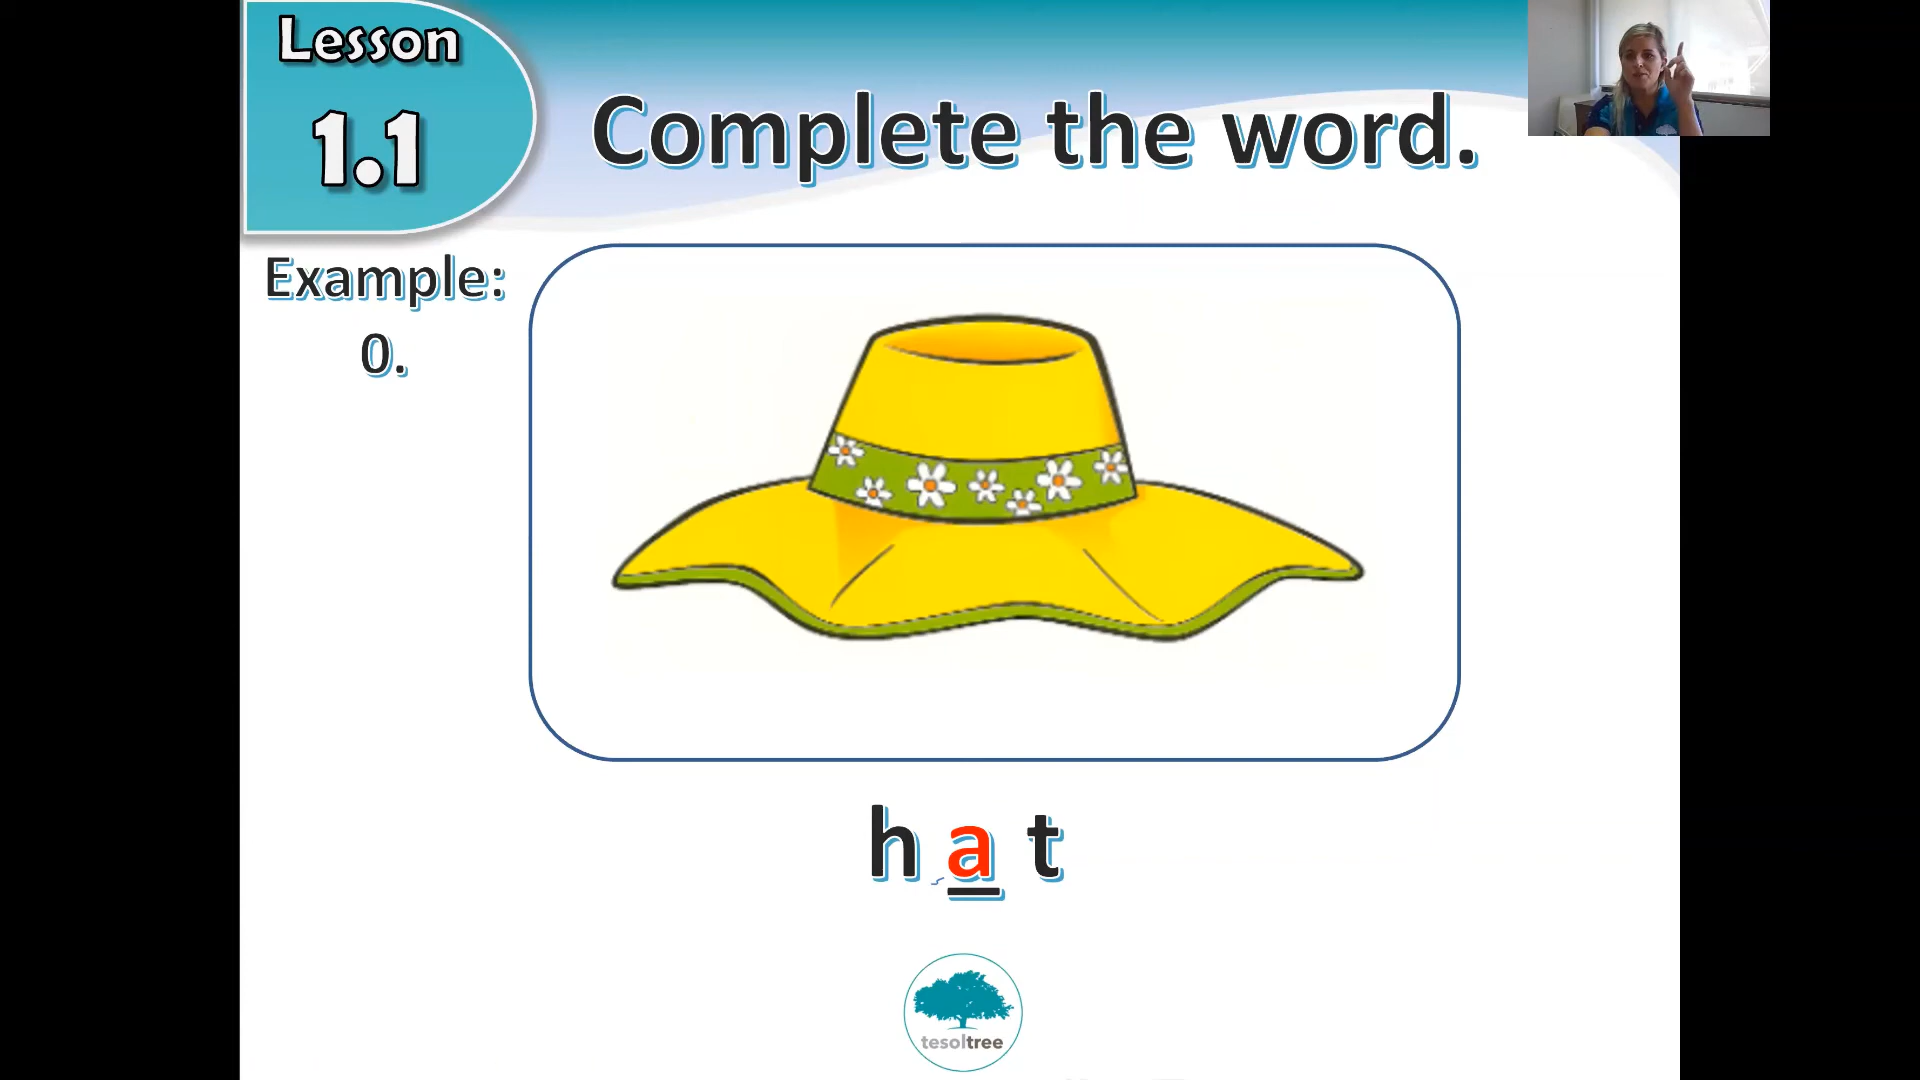 Lesson
1.1
Complete the word.
Example:
0.
h a t
tesoltree